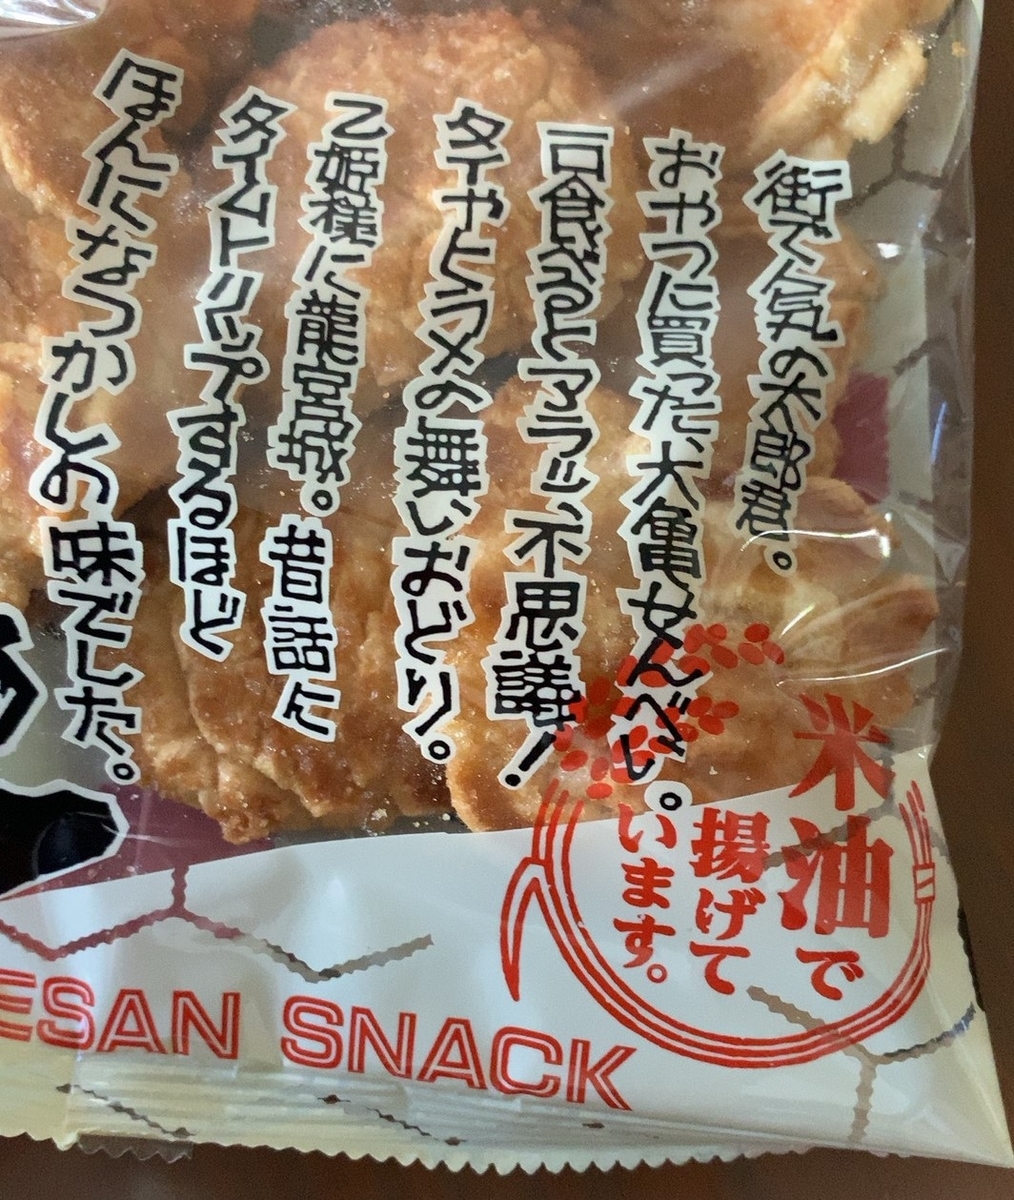 街で人気の太郎君。
おやつに買った大亀せんべい。
一口食べるとアラッ、不思議!
タイやヒラメの舞いおどり。
乙姫様に龍宮城。昔話に
タイムトリップするほど
ほんになつかしお味でした。
米油で
揚げて
います。
ESAN SNACK